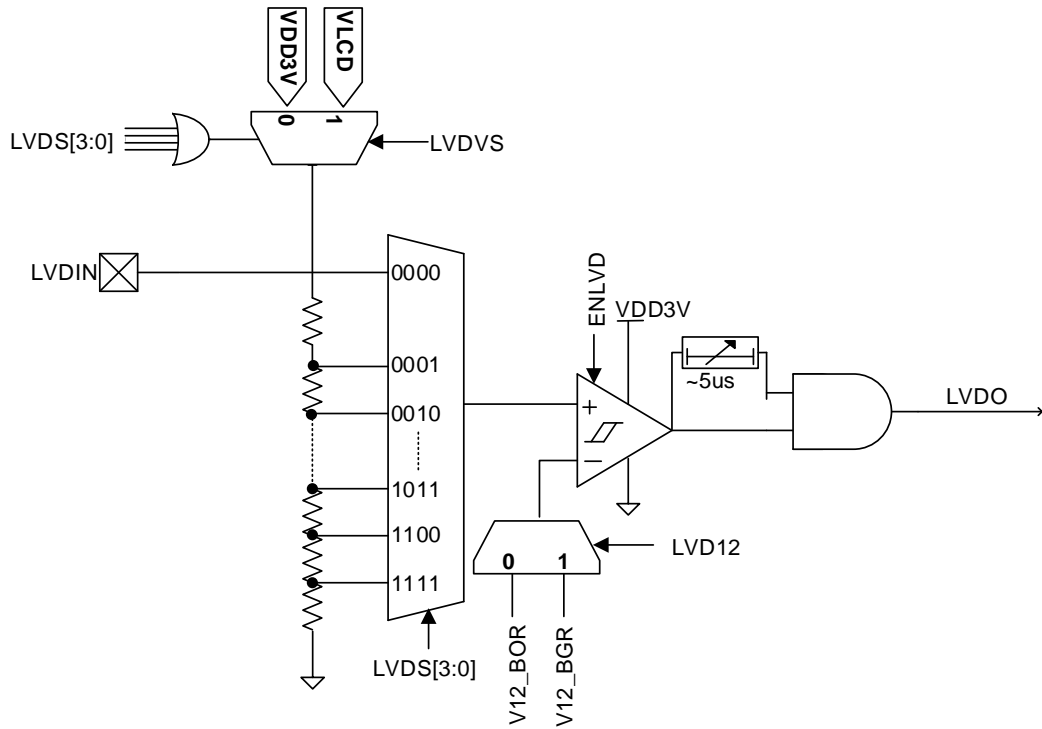 VDD3V
VLCD
0
1
LVDS[3:0]
LVDVS
LVDIN
0000
0001
0010
1011
1100
1111
LVDS[3:0]
ENLVD
VDD3V
+
−
~5us
LVDO
0
1
LVD12
V12_BOR
V12_BGR